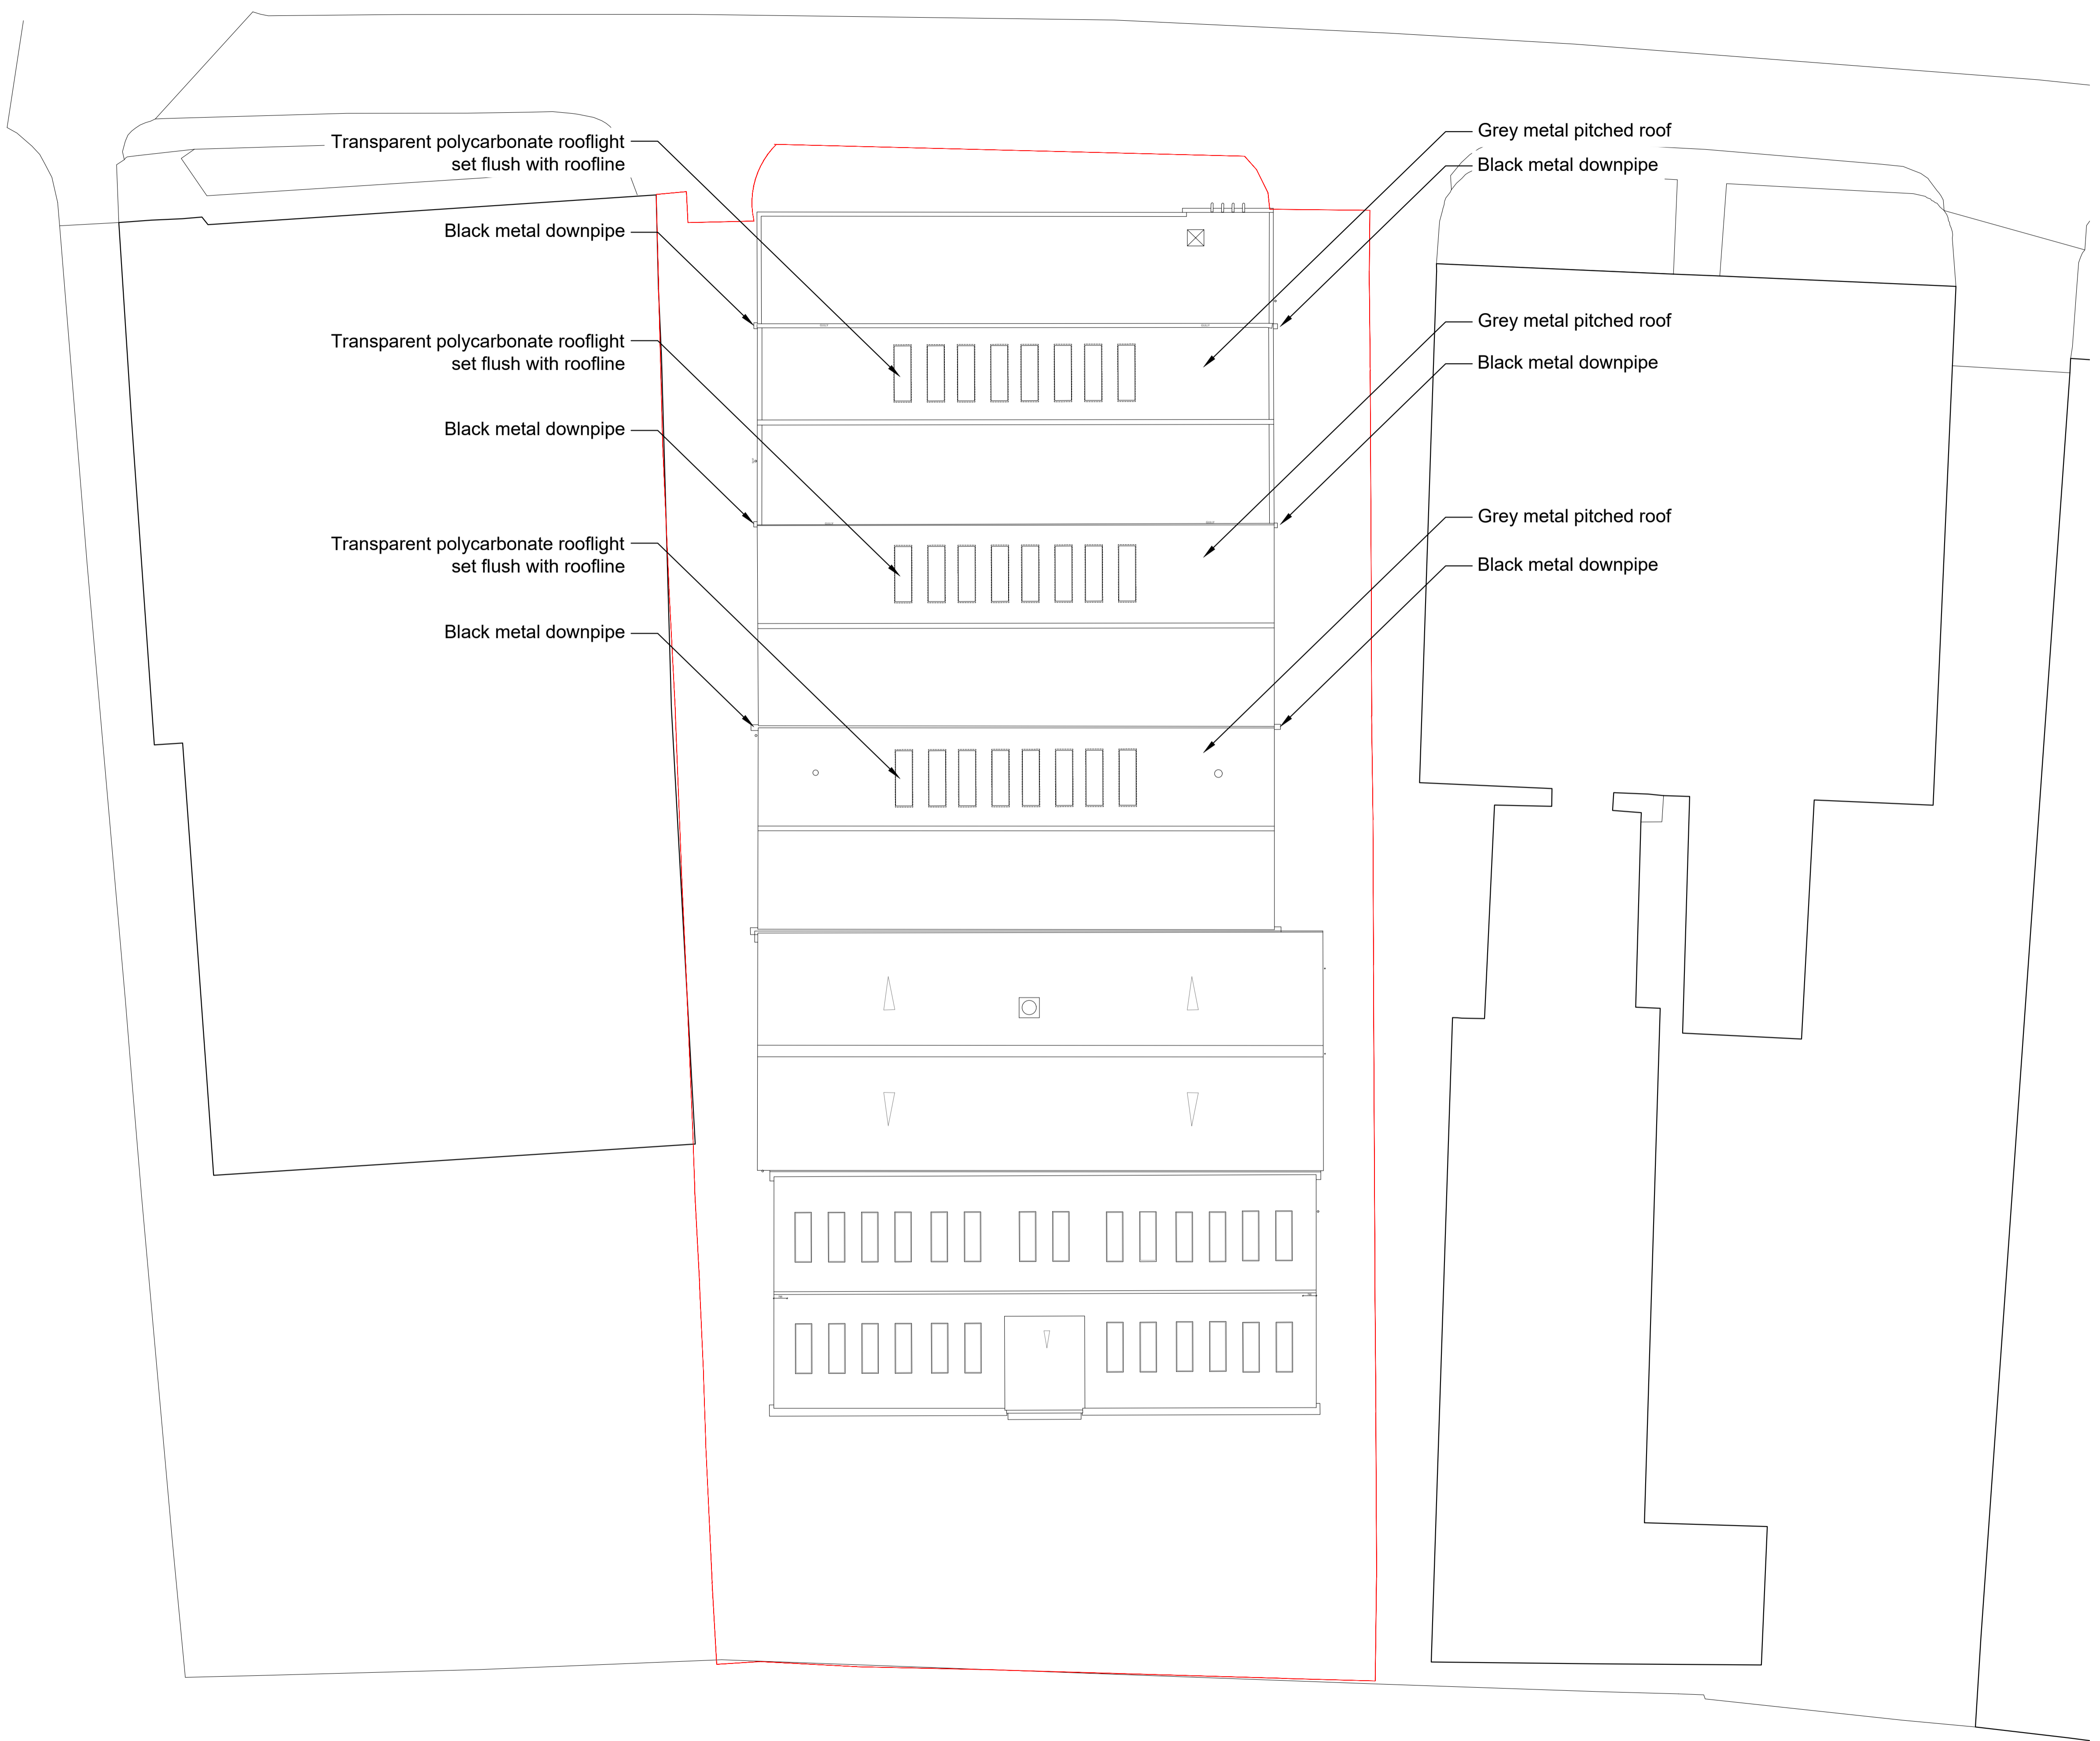 Transparent polycarbonate rooflight
set flush with roofline
Black metal downpipe
Transparent polycarbonate rooflight
set flush with roofline
Black metal downpipe
Transparent polycarbonate rooflight
set flush with roofline
Black metal downpipe
Grey metal pitched roof
Black metal downpipe
Grey metal pitched roof
Black metal downpipe
Grey metal pitched roof
Black metal downpipe